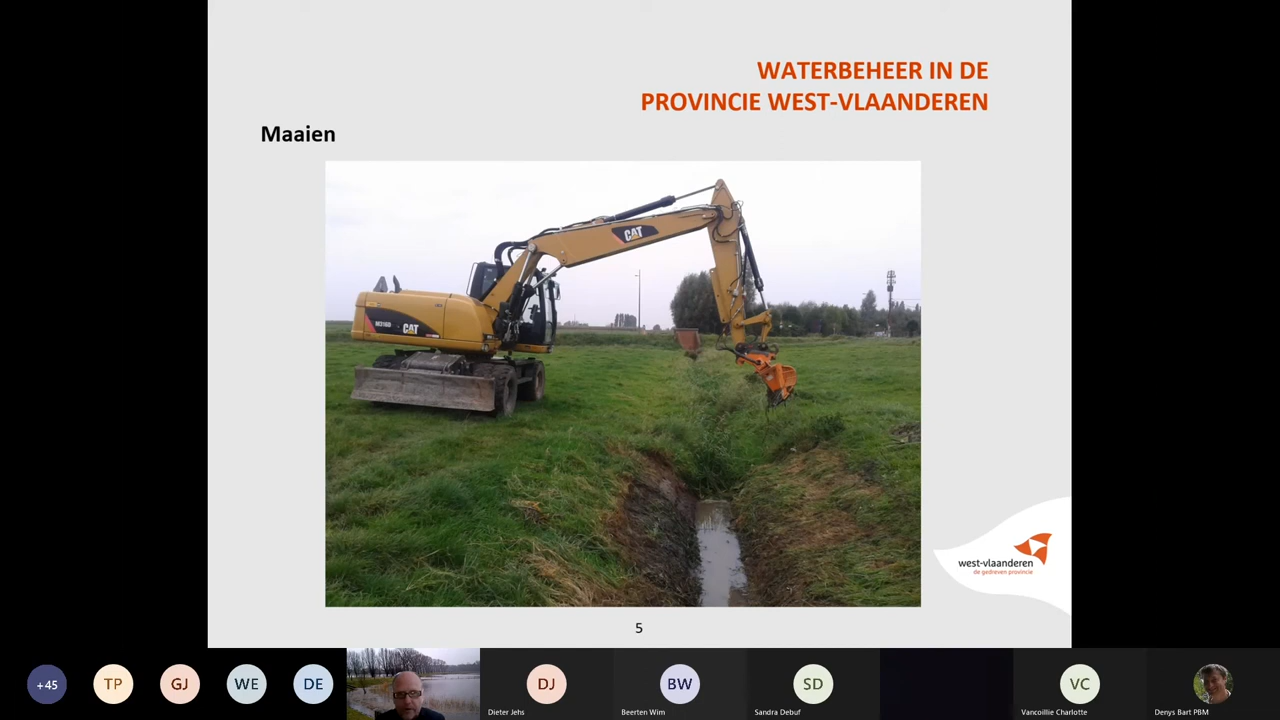 WATERBEHEER IN DE
PROVINCIE WEST-VLAANDEREN
Maaien
CAT
M316D
CAT
west-vlaanderen
de gedreven provincie
5
+45
TP
GJ
WE
DE
DJ
BW
SD
VC
Dieter Jehs
Beerten Wim
Sandra Debuf
Vancoillie Charlotte
Denys Bart PBM